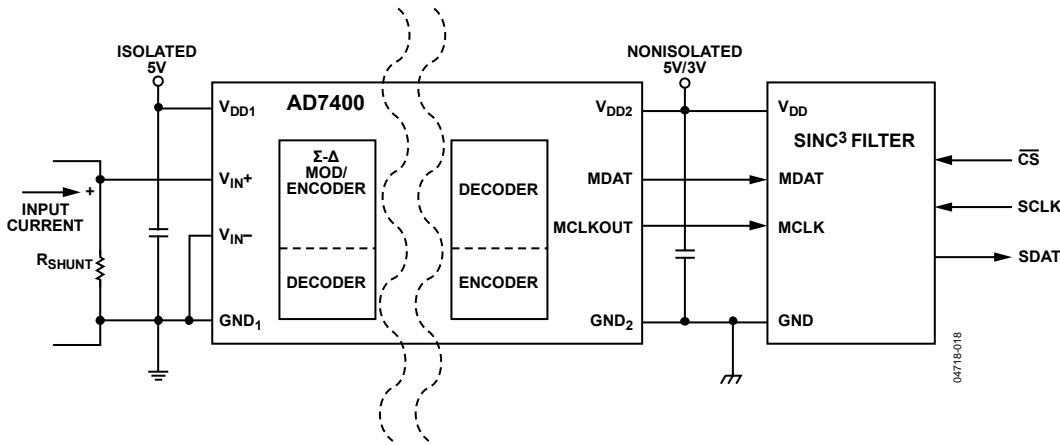 ISOLATED
5V
NONISOLATED
5V/3V
AD7400
VDD1
VIN+
VIN–
GND1
INPUT
CURRENT
+
RSHUNT
Σ-Δ
MOD/
ENCODER
DECODER
DECODER
ENCODER
VDD2
MDAT
MCLKOUT
GND2
VDD
SINC3 FILTER
MDAT
MCLK
GND
CS
SCLK
SDAT
04718-018